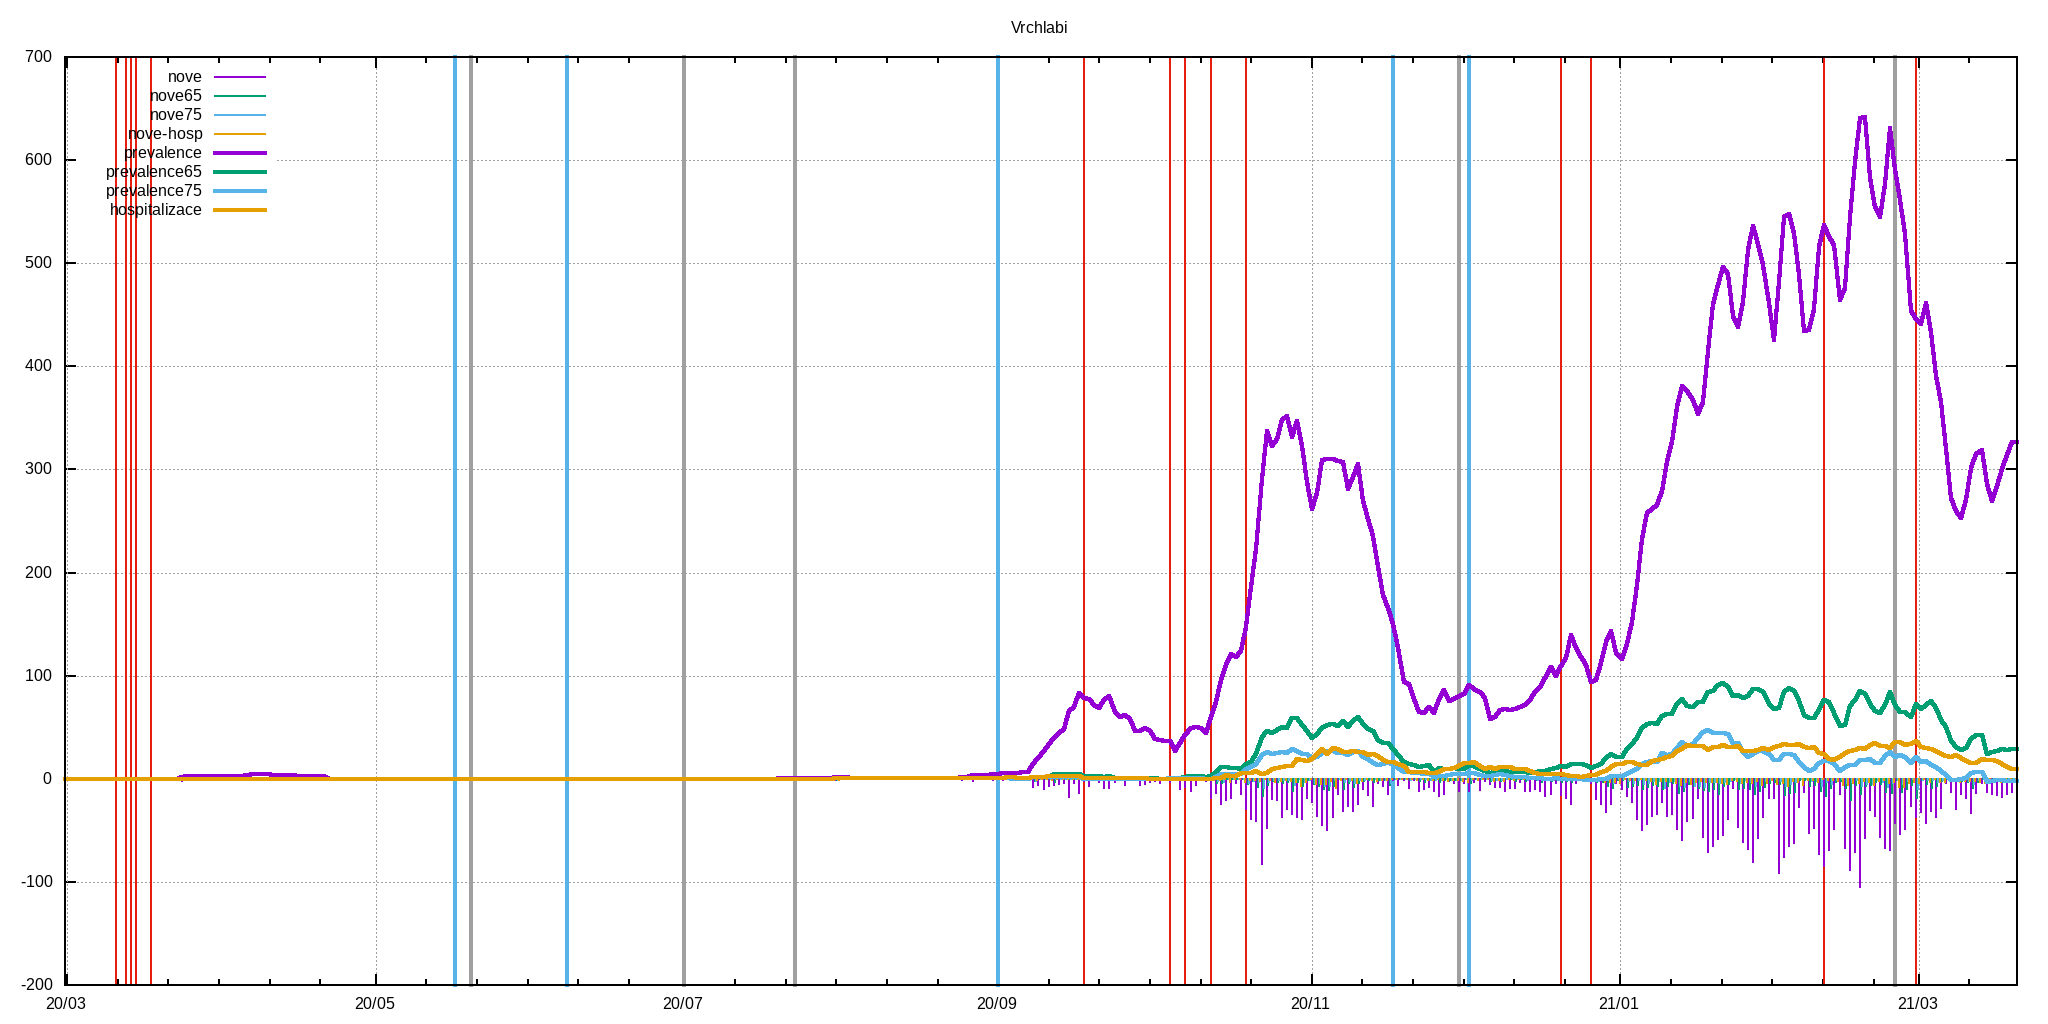 Vrchlabi
700
600
500
400
300
200
100
0
-100
-200
nove
nove65
nove75
nove-hosp
prevalence
prevalence65
prevalence75
hospitalizace
20/03
20/05
20/07
20/09
20/11
21/01
21/03